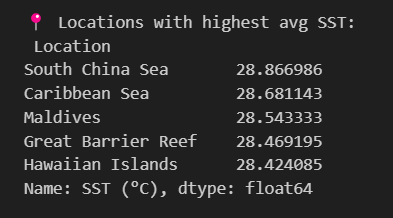 📍 Locations with highest avg SST:
Location
South China Sea 28.866986
Caribbean Sea 28.681143
Maldives 28.543333
Great Barrier Reef 28.469195
Hawaiian Islands 28.424085
Name: SST (ºC), dtype: float64